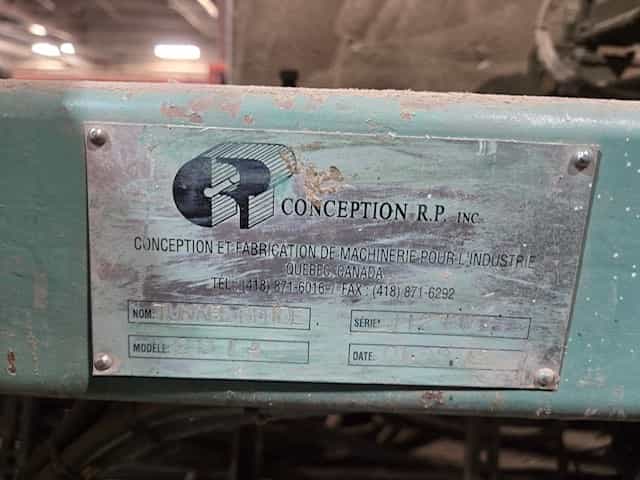 CONCEPTION R.P. INC.
CONCEPTION ET FABRICATION DE MACHINERIE POUR L'INDUSTRIE
QUEBEC, CANADA
TEL.: (418) 871-6016 / FAX : (418) 871-6292
NOM: SÉRIE:
MODÈLE: DATE: